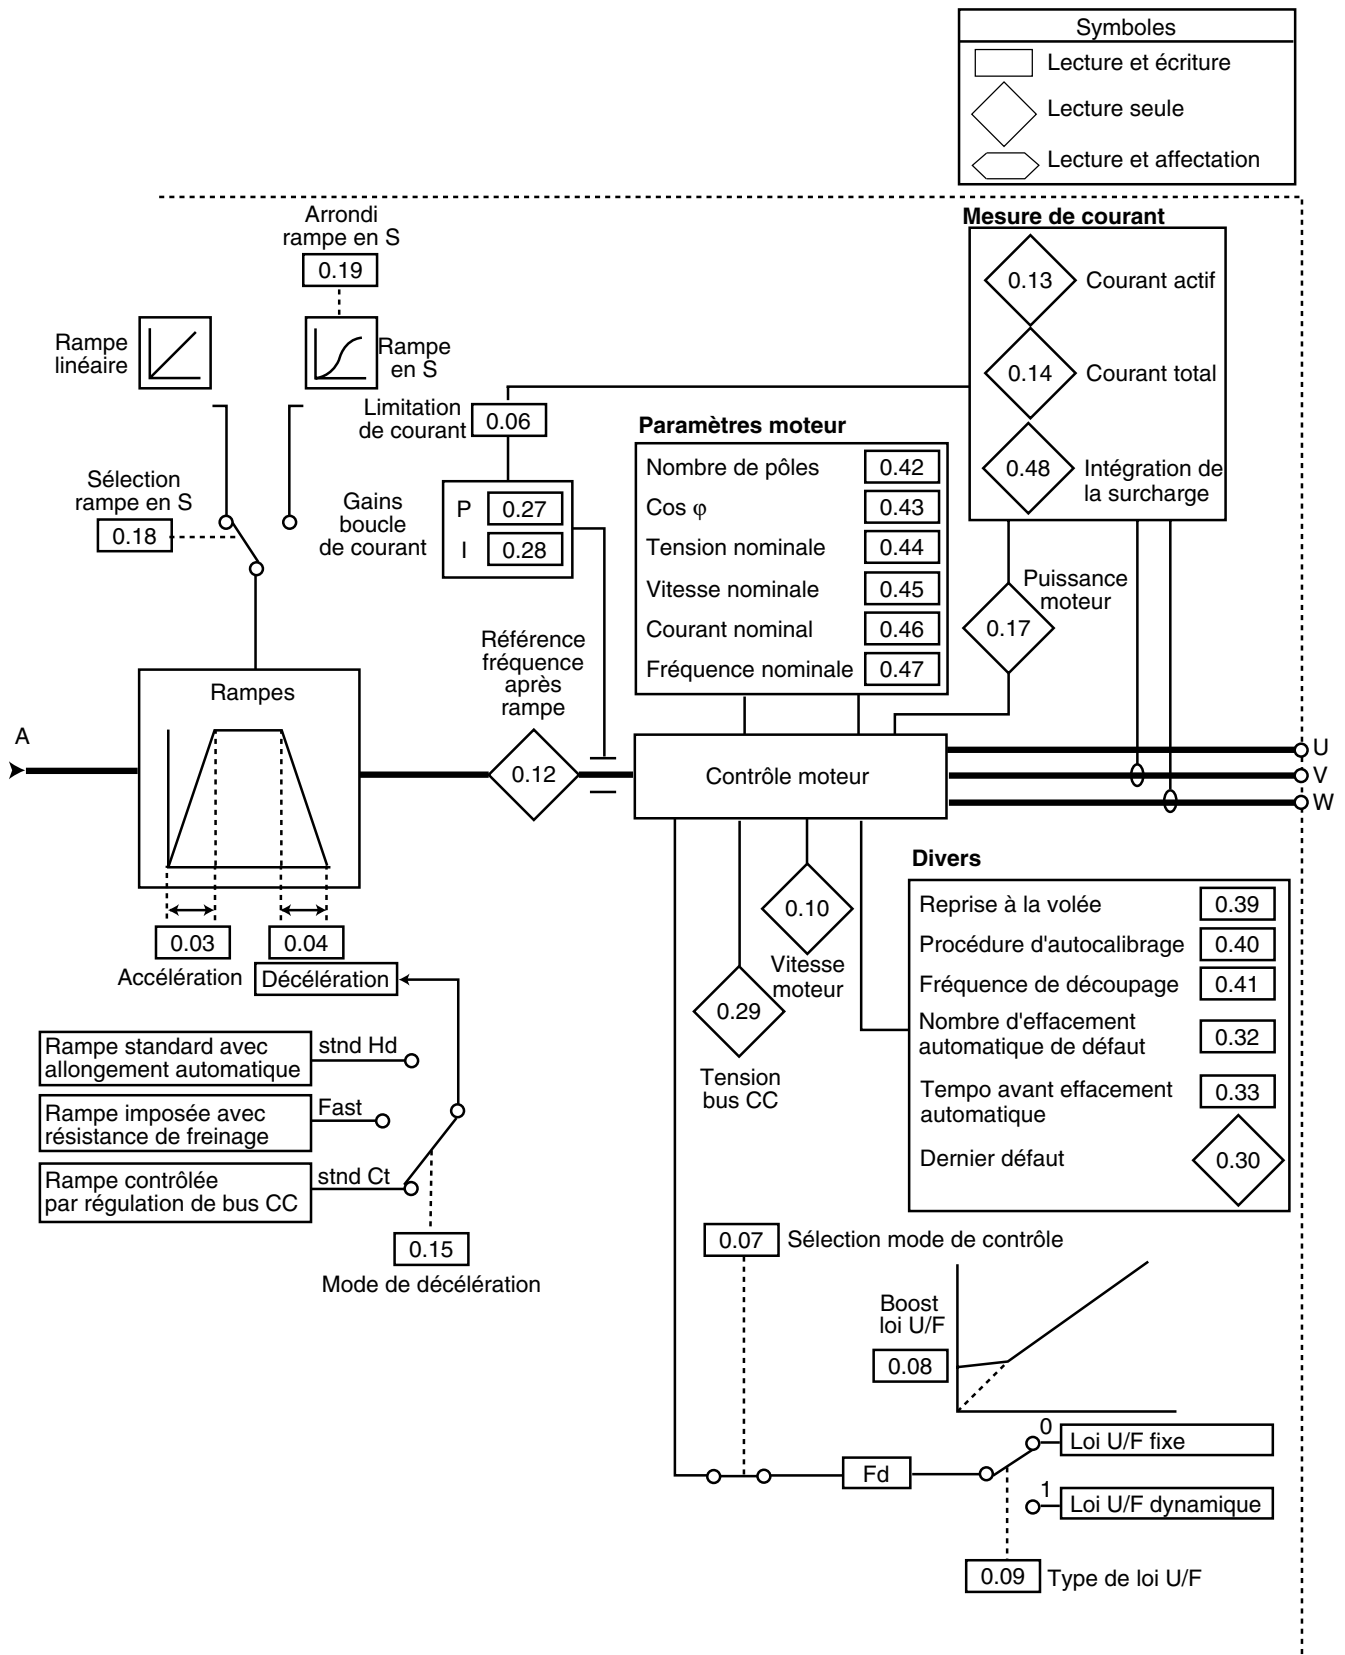 Symboles
Lecture et écriture
Lecture seule
Lecture et affectation
Arrondi
rampe en S
0.19
Rampe
linéaire
Rampe
en S
Sélection
rampe en S
0.18
Limitation
de courant
0.06
Gains
boucle
de courant
P 0.27
I 0.28
Mesure de courant
0.13 Courant actif
0.14 Courant total
0.48 Intégration de
la surcharge
Paramètres moteur
Nombre de pôles 0.42
Cos φ 0.43
Tension nominale 0.44
Vitesse nominale 0.45
Courant nominal 0.46
Fréquence nominale 0.47
Puissance
moteur
0.17
Référence
fréquence
après
rampe
0.12
Rampes
A
Contrôle moteur
U
V
W
0.03
Accélération
0.04
Décélération
Rampe standard avec
allongement automatique
stnd Hd
Rampe imposée avec
résistance de freinage
Fast
Rampe contrôlée
par régulation de bus CC
stnd Ct
0.15
Mode de décélération
0.10
Vitesse
moteur
0.29
Tension
bus CC
Divers
Reprise à la volée 0.39
Procédure d'autocalibrage 0.40
Fréquence de découpage 0.41
Nombre d'effacement
automatique de défaut 0.32
Tempo avant effacement
automatique 0.33
Dernier défaut 0.30
0.07 Sélection mode de contrôle
Boost
loi U/F
0.08
Fd
0 Loi U/F fixe
1 Loi U/F dynamique
0.09 Type de loi U/F